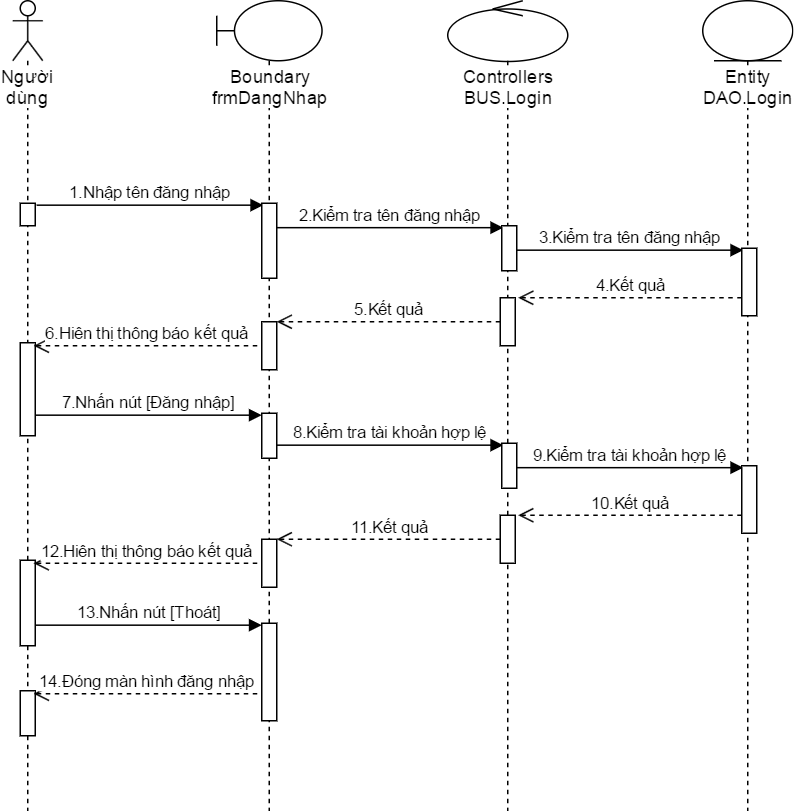 Người
dùng
Boundary
frmDangNhap
Controllers
BUS.Login
Entity
DAO.Login
1.Nhập tên đăng nhập
2.Kiểm tra tên đăng nhập
3.Kiểm tra tên đăng nhập
4.Kết quả
5.Kết quả
6.Hiên thị thông báo kết quả
7.Nhấn nút [Đăng nhập]
8.Kiểm tra tài khoản hợp lệ
9.Kiểm tra tài khoản hợp lệ
10.Kết quả
11.Kết quả
12.Hiên thị thông báo kết quả
13.Nhấn nút [Thoát]
14.Đóng màn hình đăng nhập